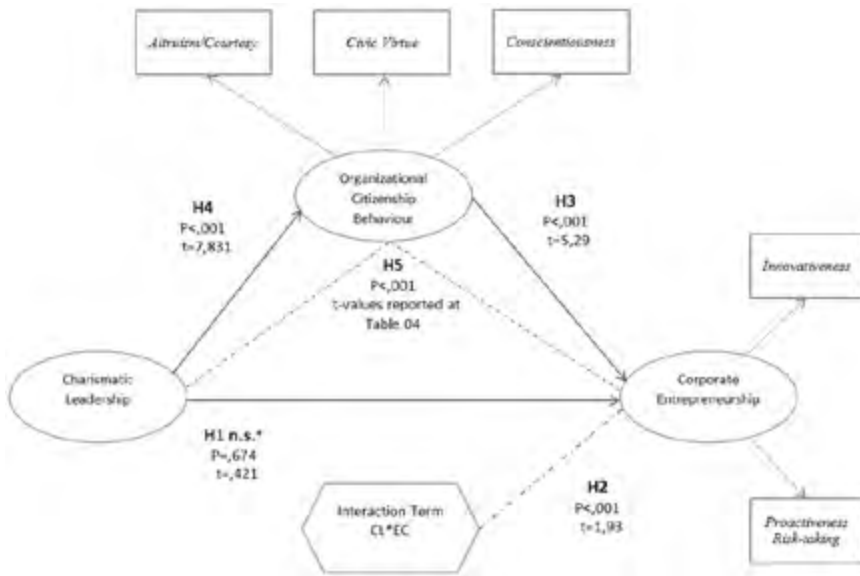 Altruism/Courtesy
Civic Virtue
Conscientiousness
Organizational
Citizenship
Behaviour
H4
P<,001
t=7,831
H3
P<,001
t=5,29
H5
P<,001
t-values reported at
Table 04
Innovativeness
Charismatic
Leadership
Corporate
Entrepreneurship
H1 n.s.*
P=,674
t=,421
Interaction Term
CL*EC
H2
P<,001
t=1,93
Proactiveness
Risk-taking